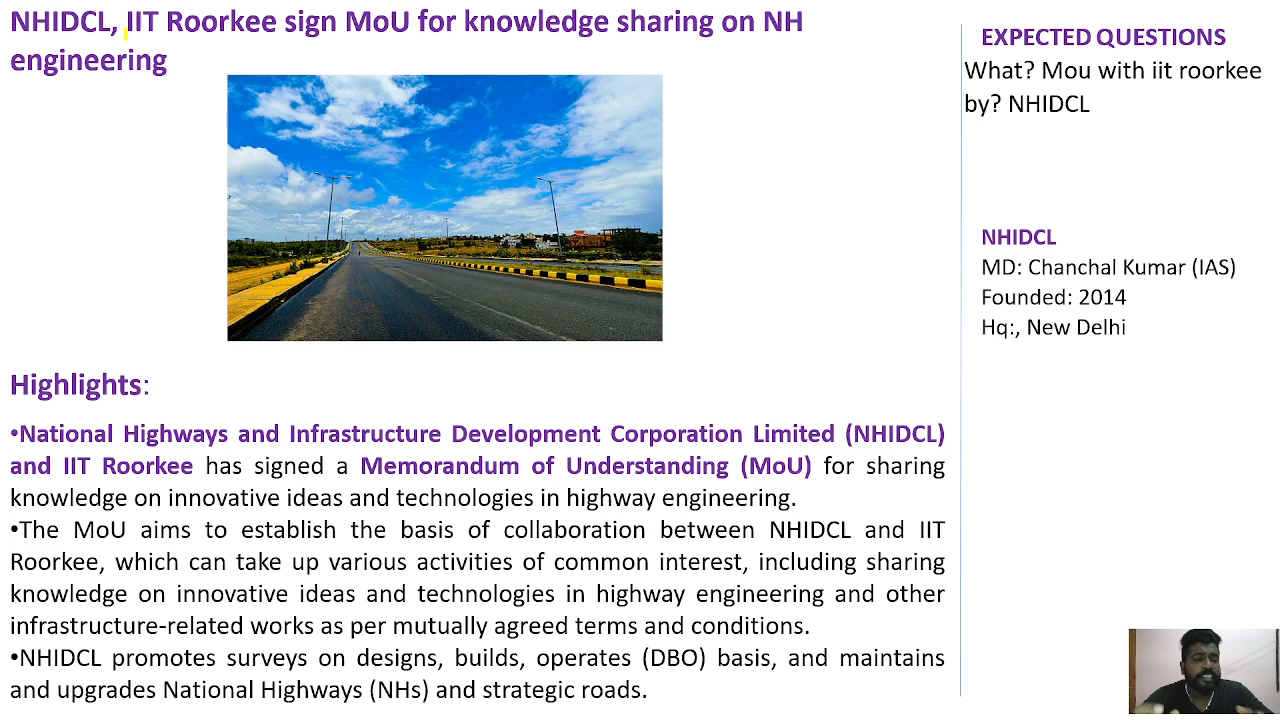 NHIDCL, IIT Roorkee sign MoU for knowledge sharing on NH
engineering
Highlights:
•National Highways and Infrastructure Development Corporation Limited (NHIDCL)
and IIT Roorkee has signed a Memorandum of Understanding (MoU) for sharing
knowledge on innovative ideas and technologies in highway engineering.
•The MoU aims to establish the basis of collaboration between NHIDCL and IIT
Roorkee, which can take up various activities of common interest, including sharing
knowledge on innovative ideas and technologies in highway engineering and other
infrastructure-related works as per mutually agreed terms and conditions.
•NHIDCL promotes surveys on designs, builds, operates (DBO) basis, and maintains
and upgrades National Highways (NHs) and strategic roads.
EXPECTED QUESTIONS
What? Mou with iit roorkee
by? NHIDCL
NHIDCL
MD: Chanchal Kumar (IAS)
Founded: 2014
Hq:, New Delhi